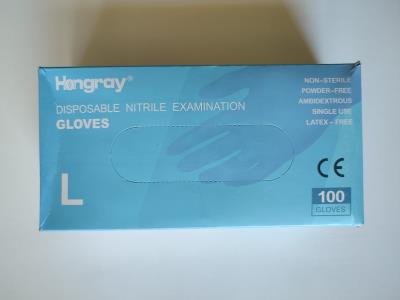 Hongray®
DISPOSABLE NITRILE EXAMINATION
GLOVES
L
NON-STERILE
POWDER-FREE
AMBIDEXTROUS
SINGLE USE
LATEX-FREE
CE
100
GLOVES